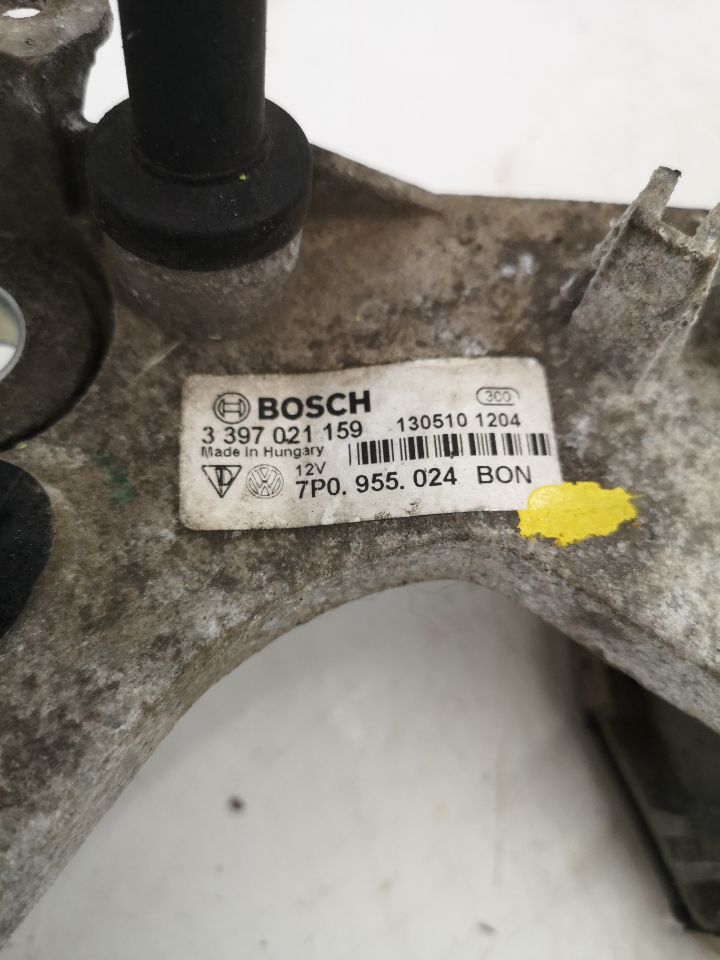 BOSCH 300
3 397 021 159 130510 1204
Made in Hungary
12V
7P0. 955. 024 BON